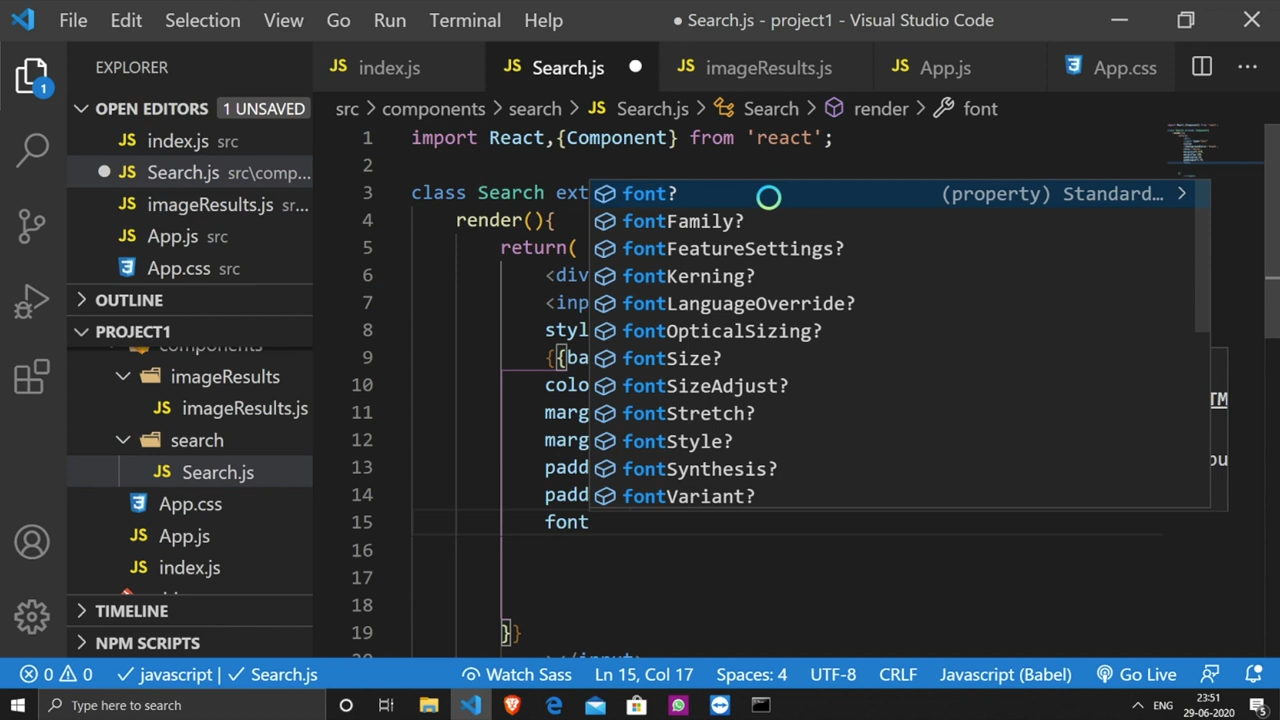 File Edit Selection View Go Run Terminal Help ● Search.js - project1 - Visual Studio Code
EXPLORER
JS index.js JS Search.js ● JS imageResults.js JS App.js App.css ...
1
OPEN EDITORS 1 UNSAVED
src > components > search > JS Search.js > Search > render > font
JS index.js src
JS Search.js src\comp...
JS imageResults.js sr...
JS App.js src
App.css src
OUTLINE
PROJECT1
imageResults
JS imageResults.js
search
JS Search.js
App.css
JS App.js
JS index.js
TIMELINE
NPM SCRIPTS
1 import React,{Component} from 'react';
2
3 class Search ext
4 render(){
5 return(
6 <div
7 <inp
8 styl
9 {{ba
10 colo
11 marg
12 marg
13 padd
14 padd
15 font
16
17
18
19 }}
font? (property) Standard… >
fontFamily?
fontFeatureSettings?
fontKerning?
fontLanguageOverride?
fontOpticalSizing?
fontSize?
fontSizeAdjust?
fontStretch?
fontStyle?
fontSynthesis?
fontVariant?
0 0 javascript | Search.js Watch Sass Ln 15, Col 17 Spaces: 4 UTF-8 CRLF Javascript (Babel) Go Live
Type here to search ENG 23:51
29-06-2020 5